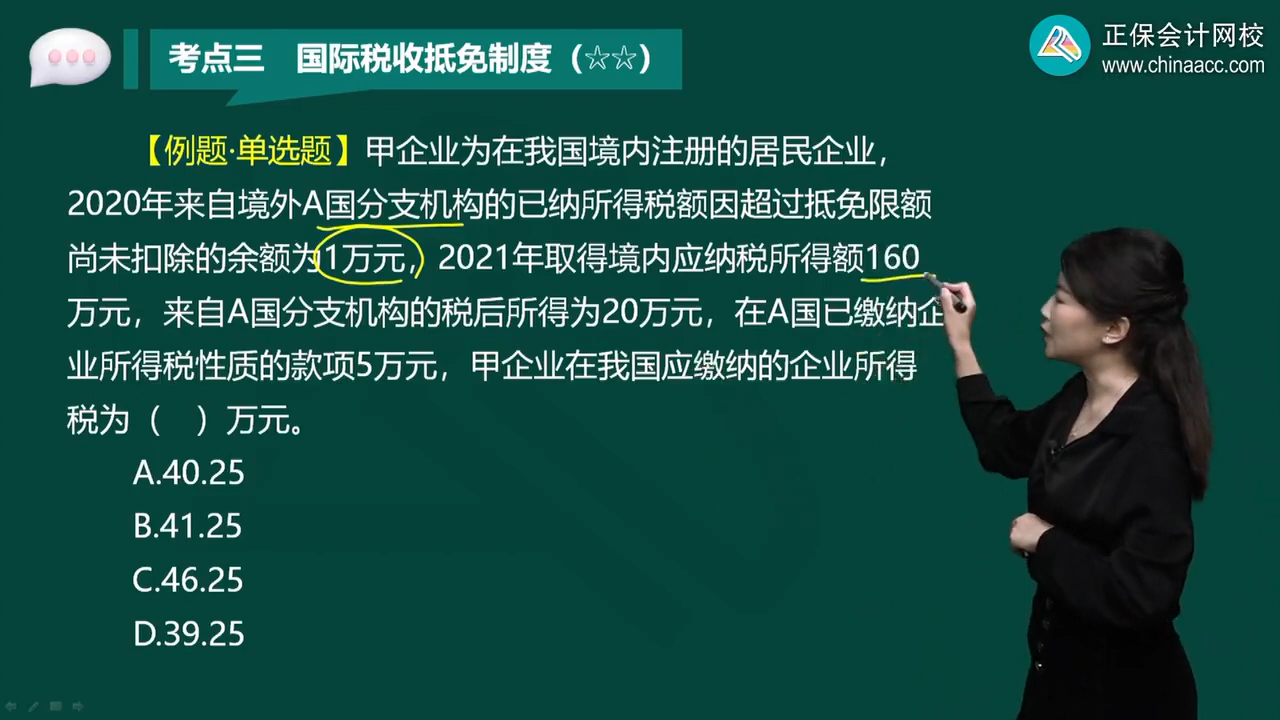 考点三 国际税收抵免制度（☆☆）
正保会计网校
www.chinaacc.com
【例题·单选题】甲企业为在我国境内注册的居民企业，
2020年来自境外A国分支机构的已纳所得税额因超过抵免限额
尚未扣除的余额为1万元，2021年取得境内应纳税所得额160
万元，来自A国分支机构的税后所得为20万元，在A国已缴纳企
业所得税性质的款项5万元，甲企业在我国应缴纳的企业所得
税为（ ）万元。
A.40.25
B.41.25
C.46.25
D.39.25